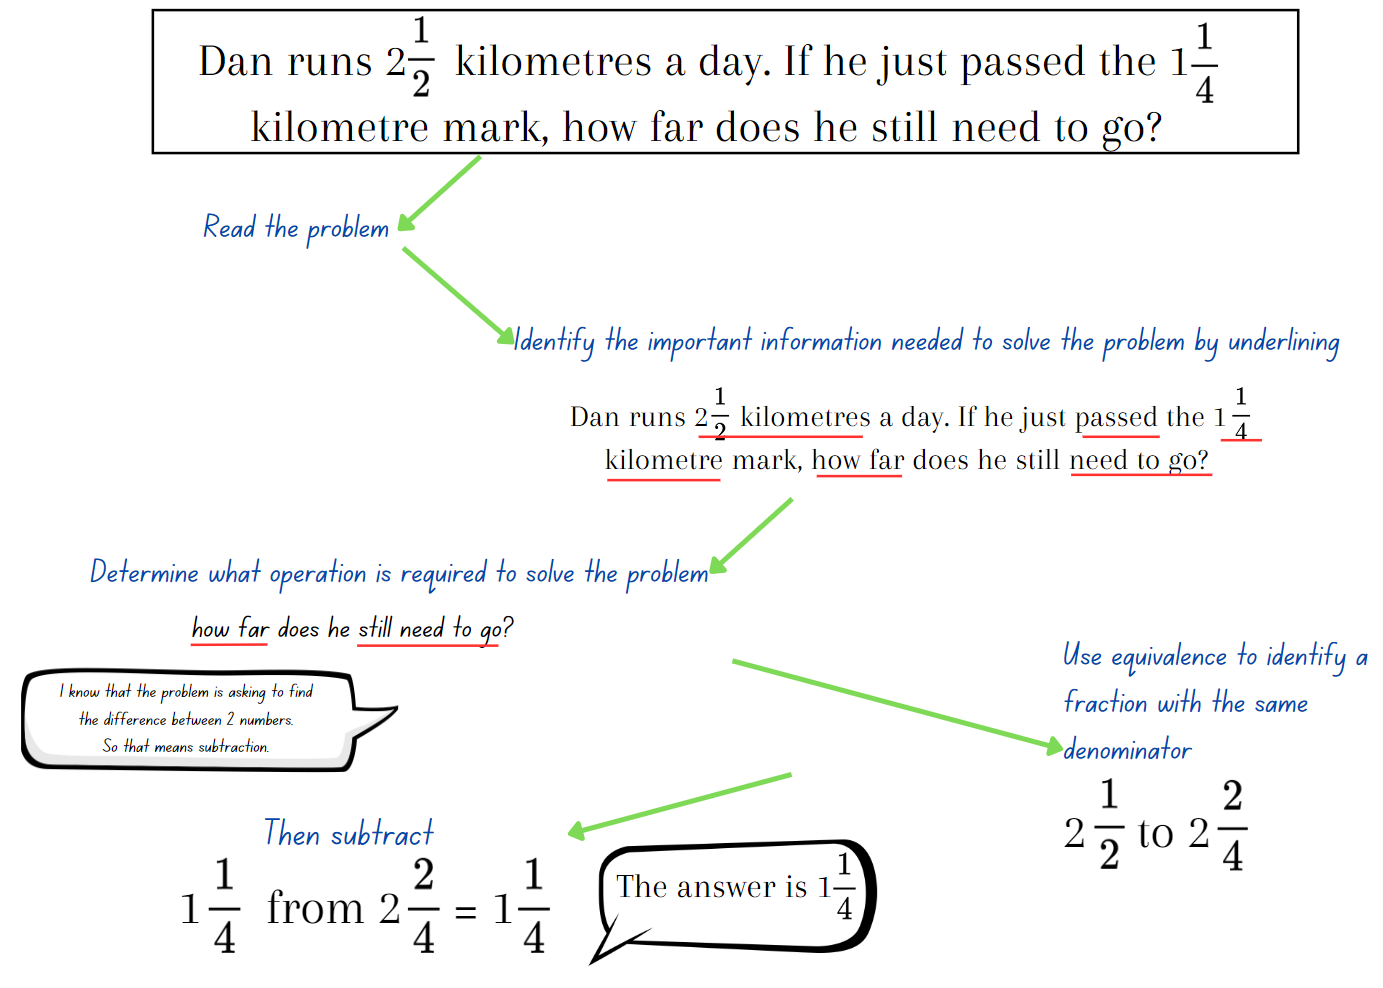 Dan runs 2 1/2 kilometres a day. If he just passed the 1 1/4
kilometre mark, how far does he still need to go?
Read the problem
Identify the important information needed to solve the problem by underlining
Dan runs 2 1/2 kilometres a day. If he just passed the 1 1/4
kilometre mark, how far does he still need to go?
Determine what operation is required to solve the problem
how far does he still need to go?
I know that the problem is asking to find
the difference between 2 numbers.
So that means subtraction.
Use equivalence to identify a
fraction with the same
denominator
2 1/2 to 2 2/4
Then subtract
1 1/4 from 2 2/4 = 1 1/4
The answer is 1 1/4